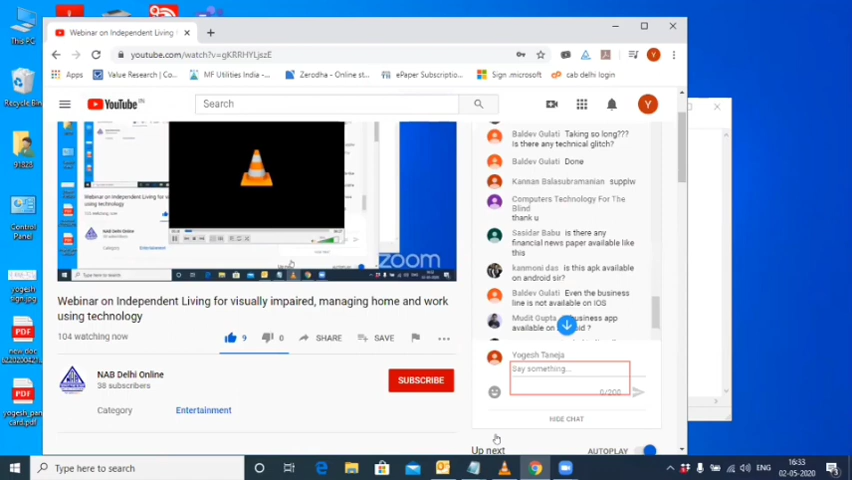 This PC
Recycle Bin
91828
Control
Panel
yogesh
sign.jpg
Webinar on Independent Living
youtube.com/watch?v=gKRRHYLjszE
Apps
Value Research (Mut...
MF Utilities India -...
Zerodha - Online st...
ePaper Subscriptio...
Sign .microsoft
cab delhi login
YouTube IN
Search
Y
zoom
Webinar on Independent Living for visually impaired, managing home and work
using technology
104 watching now
9
0
SHARE
SAVE
NAB Delhi Online
38 subscribers
SUBSCRIBE
Category
Entertainment
Baldev Gulati Taking so long???
Is there any technical glitch?
Baldev Gulati Done
Kannan Balasubramanian supplw
Computers Technology For The
Blind
thank u
Sasidar Babu is there any
financial news paper available like
this
kanmoni das is this apk available
on android sir?
Baldev Gulati Even the business
line is not available on IOS
Mudit Gupta business app
available on ?
Yogesh Taneja
Say something...
0/200
HIDE CHAT
Up next
AUTOPLAY
Type here to search
ENG
16:33
02-05-2020